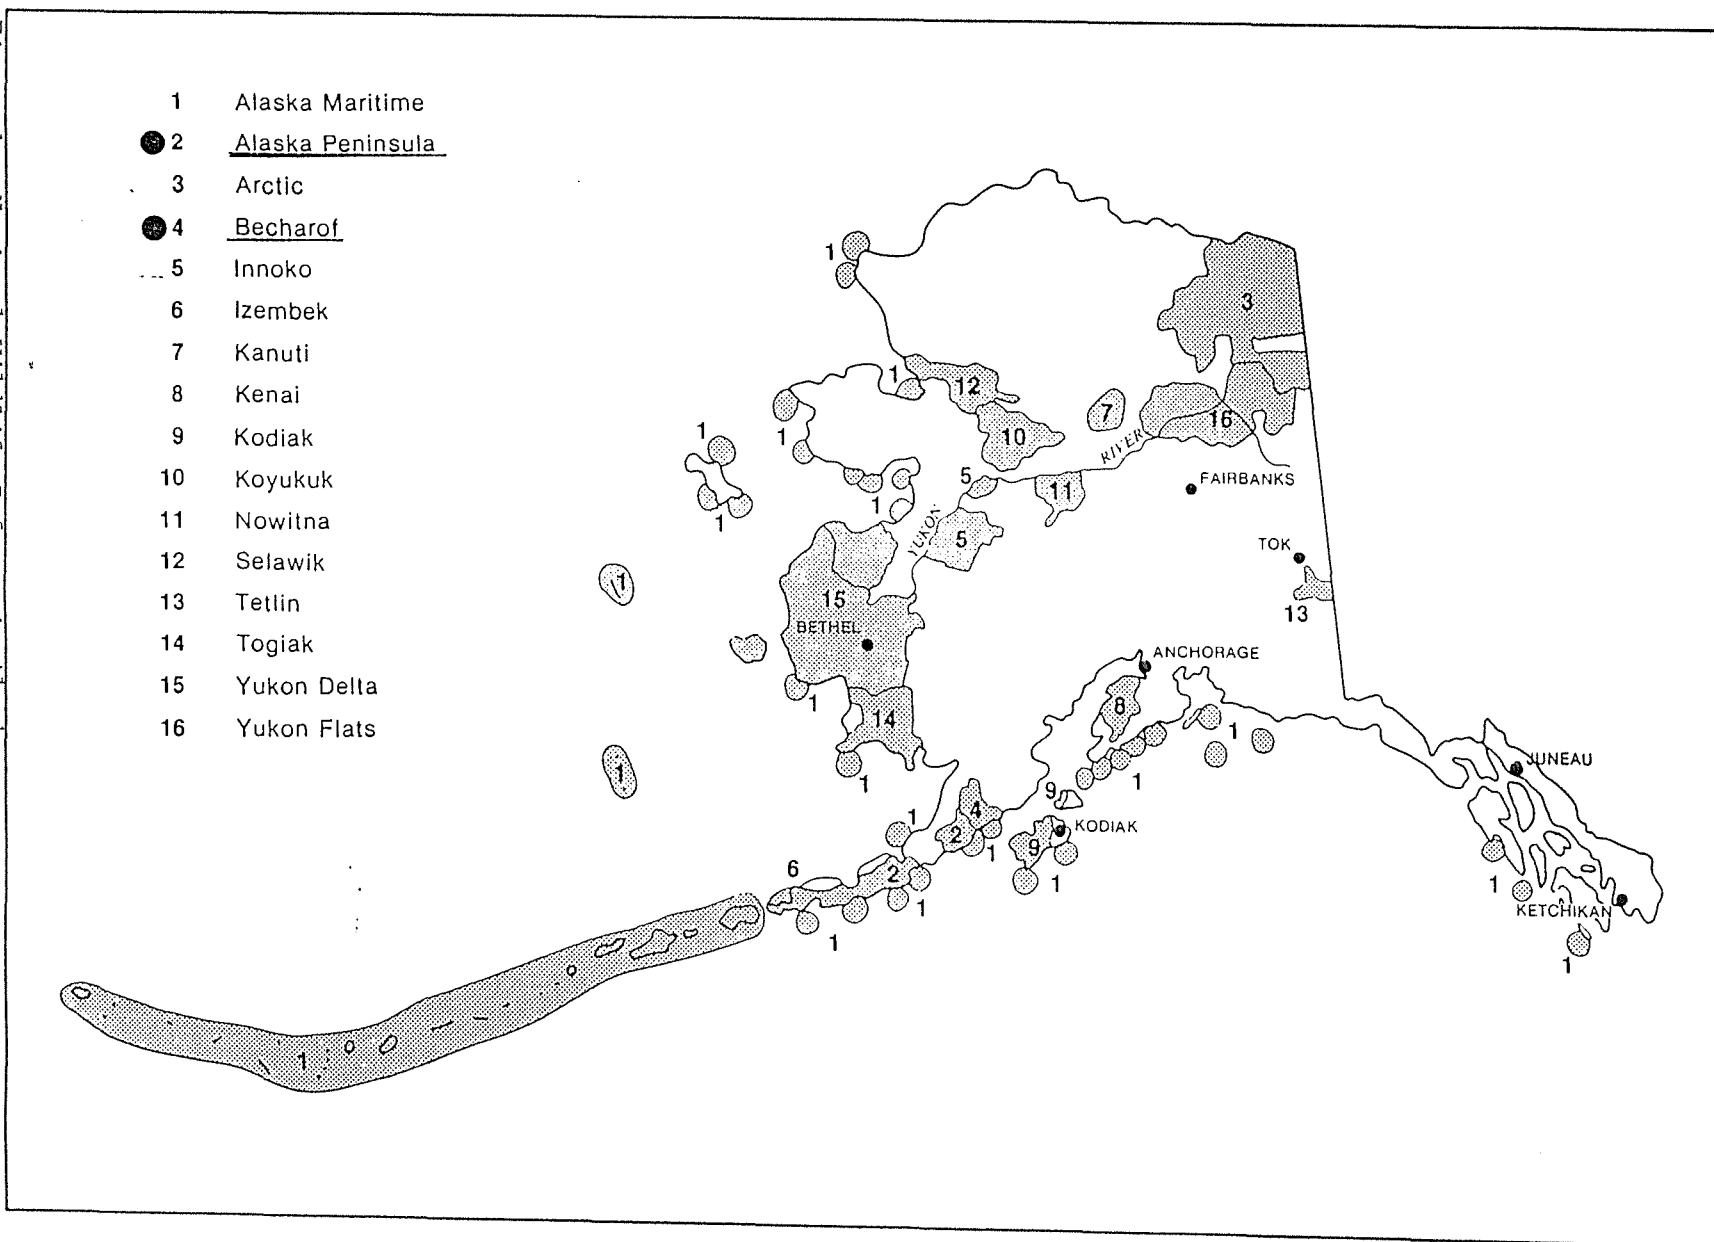 1 Alaska Maritime
2 Alaska Peninsula
3 Arctic
4 Becharof
5 Innoko
6 Izembek
7 Kanuti
8 Kenai
9 Kodiak
10 Koyukuk
11 Nowitna
12 Selawik
13 Tetlin
14 Togiak
15 Yukon Delta
16 Yukon Flats
1
3
1
12
7
16
1
1
10
RIVER
5
11
FAIRBANKS
1
1
YUKON
5
TOK
1
15
13
BETHEL
ANCHORAGE
1
8
14
1
1
1
1
JUNEAU
9
4
1
2
KODIAK
1
9
6
2
1
1
1
1
KETCHIKAN
1
1
1